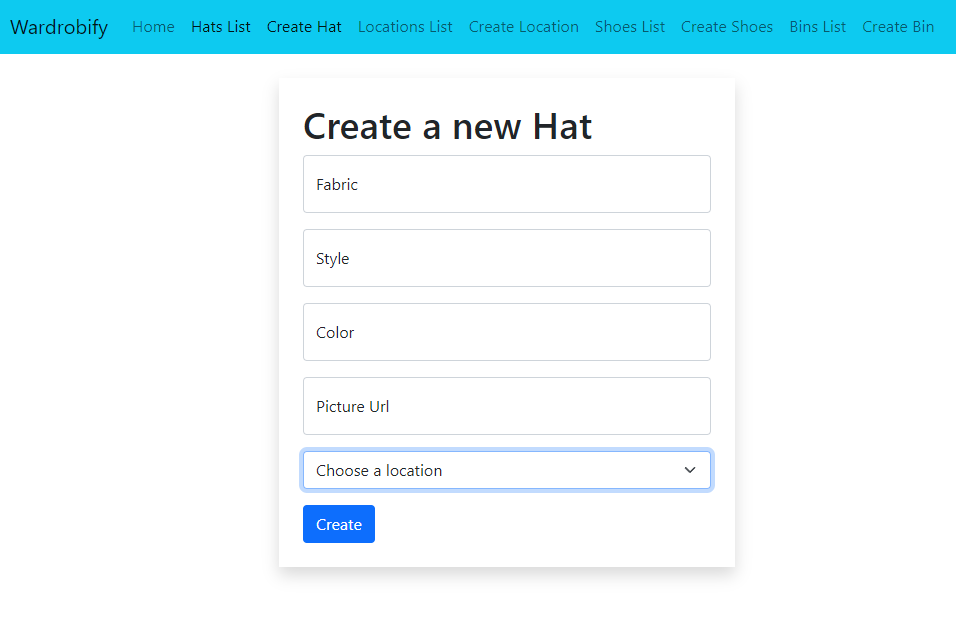 Wardrobify Home Hats List Create Hat Locations List Create Location Shoes List Create Shoes Bins List Create Bin
Create a new Hat
Fabric
Style
Color
Picture Url
Choose a location
Create